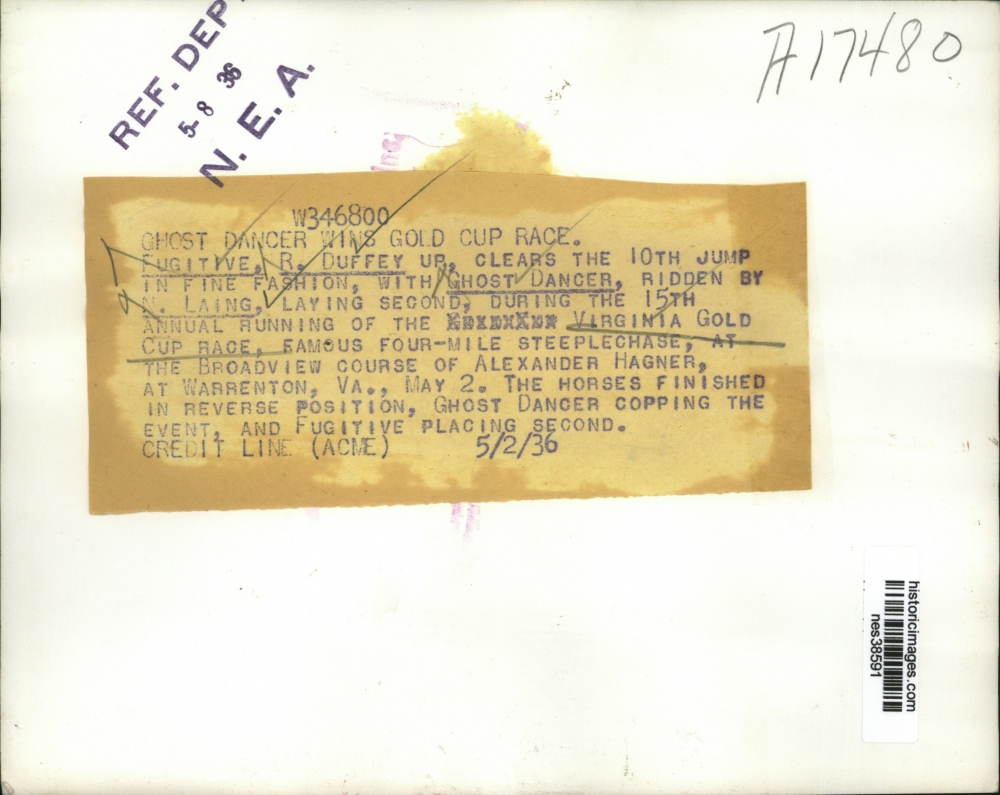 REF. DEP
5-8 36
N. E. A.
A17480
Inc.
W346800
GHOST DANCER WINS GOLD CUP RACE.
FUGITIVE, R. DUFFEY UP, CLEARS THE 10TH JUMP
IN FINE FASHION, WITH GHOST DANCER, RIDDEN BY
N. LAING, LAYING SECOND, DURING THE 15TH
ANNUAL RUNNING OF THE VIRGINIA GOLD
CUP RACE, FAMOUS FOUR-MILE STEEPLECHASE, AT
THE BROADVIEW COURSE OF ALEXANDER HAGNER,
AT WARRENTON, VA., MAY 2. THE HORSES FINISHED
IN REVERSE POSITION, GHOST DANCER COPPING THE
EVENT, AND FUGITIVE PLACING SECOND.
CREDIT LINE (ACME) 5/2/36
historicimages.com
nes38591